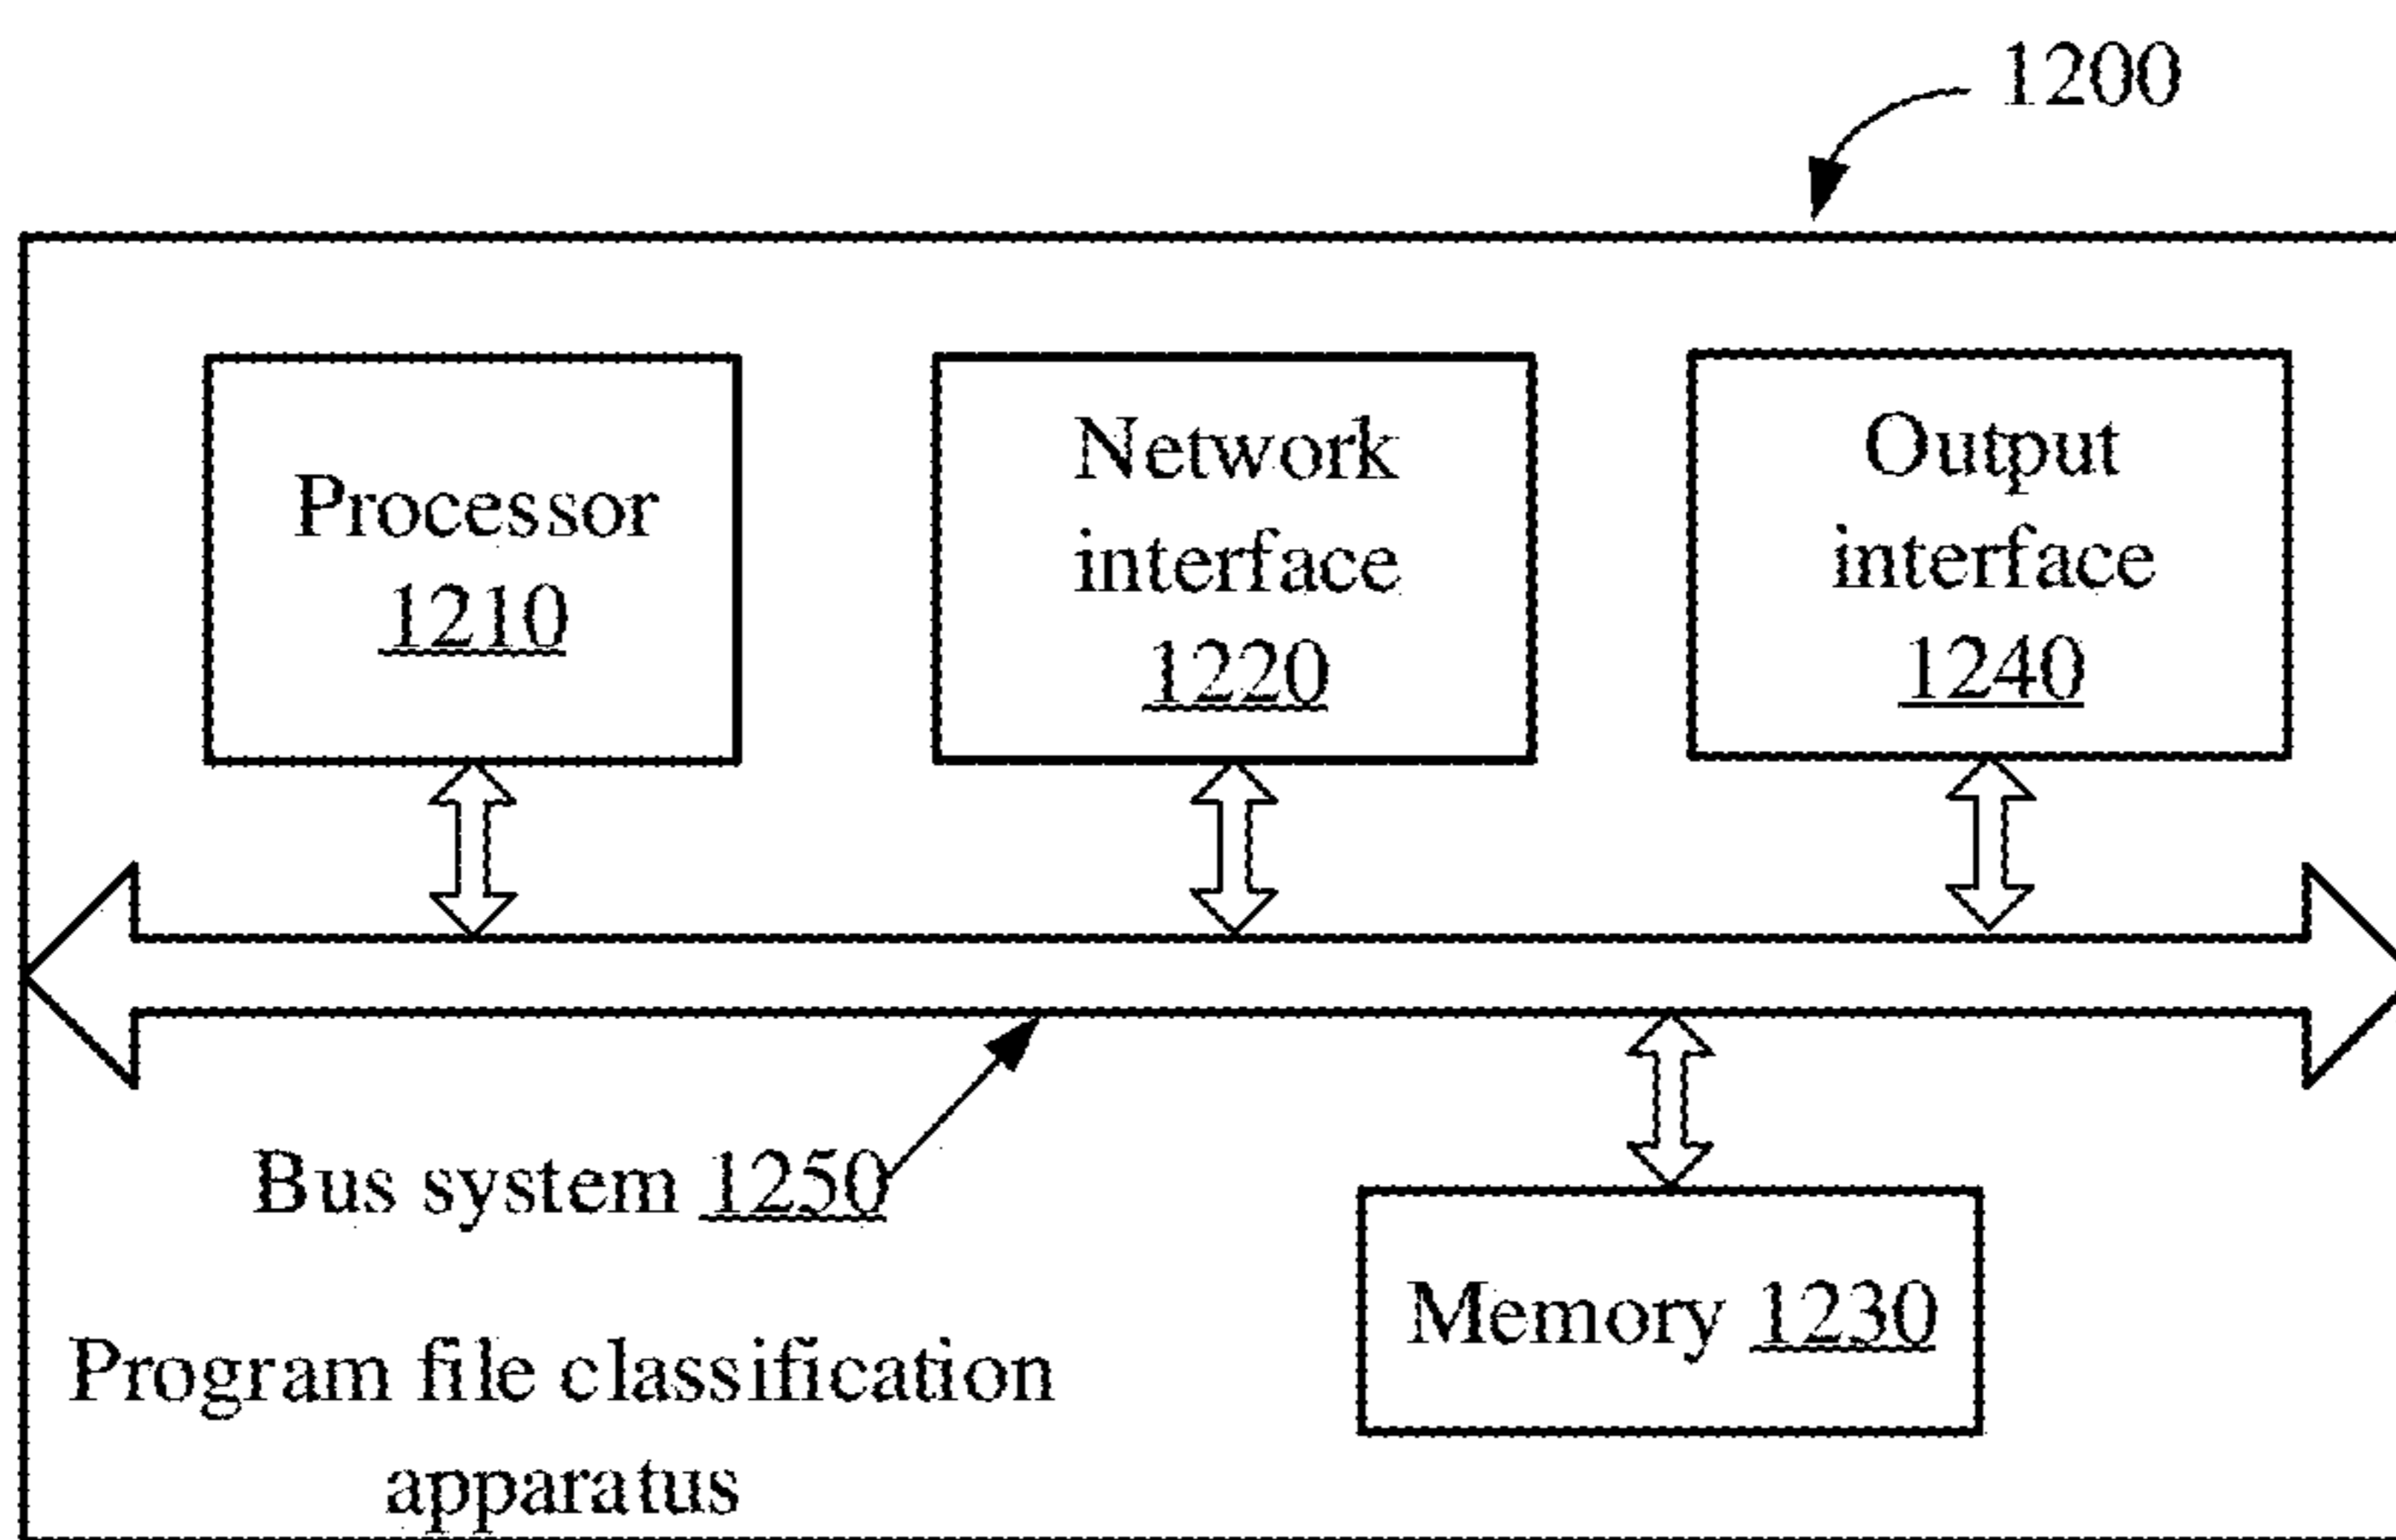 1200
Processor
1210
Network
interface
1220
Output
interface
1240
Bus system 1250
Memory 1230
Program file classification
apparatus